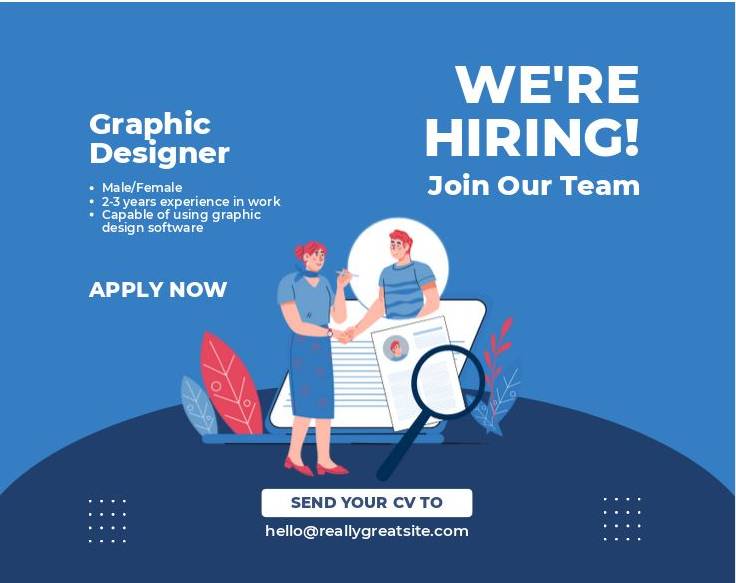 WE'RE
HIRING!
Join Our Team
Graphic
Designer
• Male/Female
• 2-3 years experience in work
• Capable of using graphic
design software
APPLY NOW
SEND YOUR CV TO
hello@reallygreatsite.com